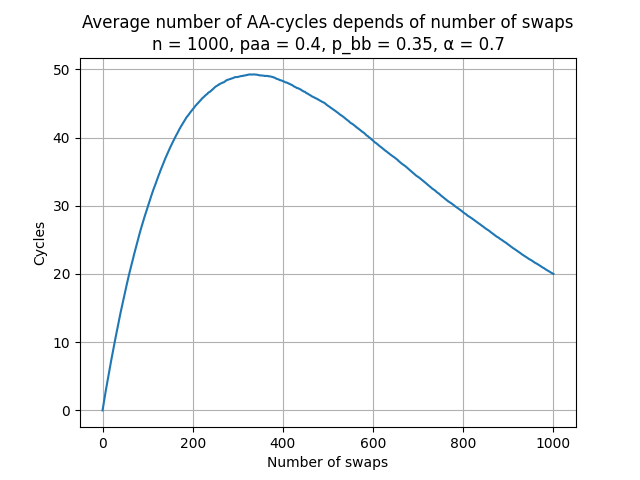 Average number of AA-cycles depends of number of swaps
n = 1000, paa = 0.4, p_bb = 0.35, α = 0.7
50
40
30
20
10
0
Cycles
0 200 400 600 800 1000
Number of swaps